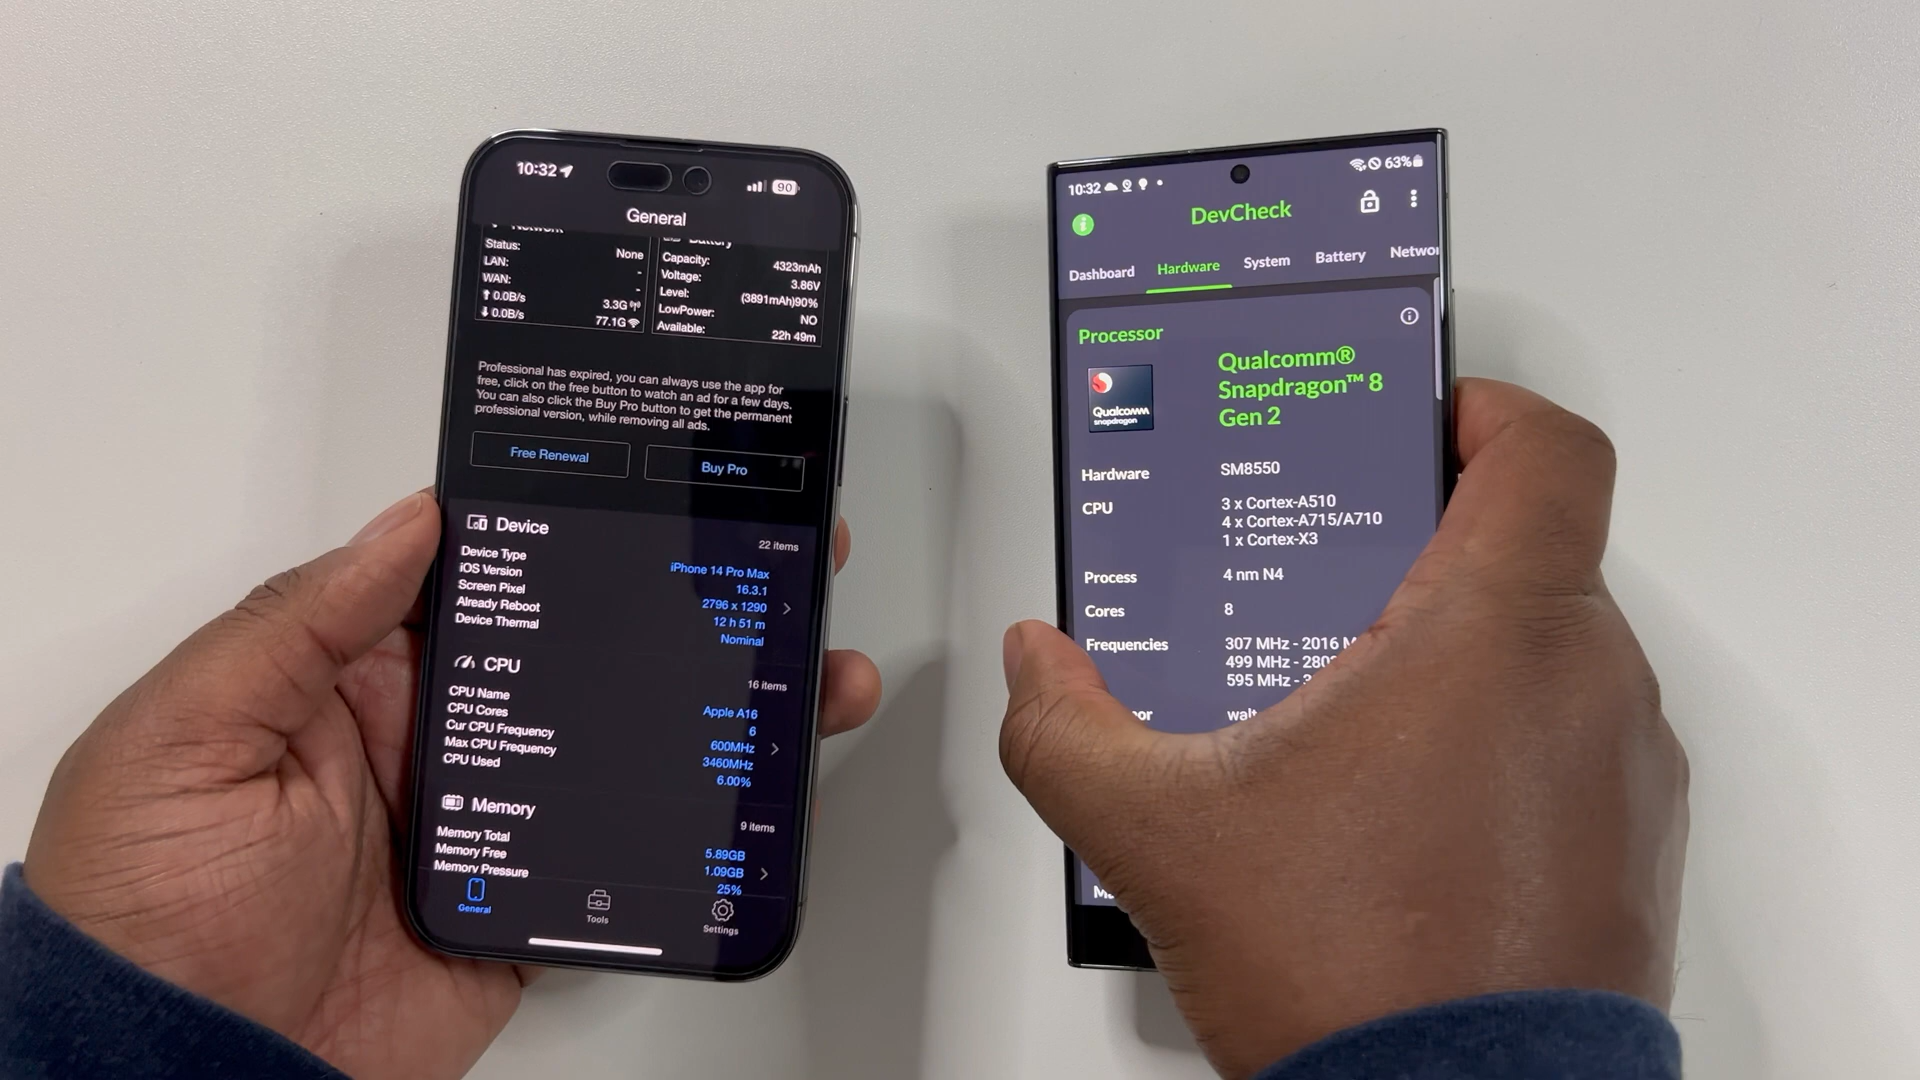 10:32
90
General
Network
Battery
Status: None
LAN: -
WAN: -
0.0B/s 3.3G
0.0B/s 77.1G
Capacity: 4323mAh
Voltage: 3.86V
Level: (3891mAh)90%
LowPower: NO
Available: 22h 49m
Professional has expired, you can always use the app for
free, click on the free button to watch an ad for a few days.
You can also click the Buy Pro button to get the permanent
professional version, while removing all ads.
Free Renewal
Buy Pro
Device
22 items
Device Type iPhone 14 Pro Max
iOS Version 16.3.1
Screen Pixel 2796 x 1290
Already Reboot 12 h 51 m
Device Thermal Nominal
CPU
16 items
CPU Name Apple A16
CPU Cores 6
Cur CPU Frequency 600MHz
Max CPU Frequency 3460MHz
CPU Used 6.00%
Memory
9 items
Memory Total 5.89GB
Memory Free 1.09GB
Memory Pressure 25%
General
Tools
Settings
10:32
63%
DevCheck
Dashboard
Hardware
System
Battery
Networ
Processor
Qualcomm®
Snapdragon™ 8
Gen 2
Qualcomm
snapdragon
Hardware SM8550
CPU 3 x Cortex-A510
4 x Cortex-A715/A710
1 x Cortex-X3
Process 4 nm N4
Cores 8
Frequencies 307 MHz - 2016 M
499 MHz - 280
595 MHz - 3
or
walt